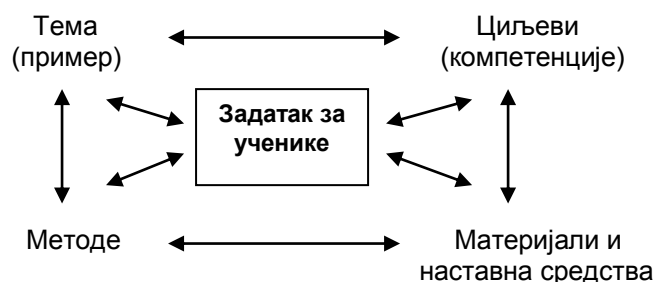 Тема
(пример)
Циљеви
(компетенције)
Задатак за
ученике
Методе
Материјали и
наставна средства